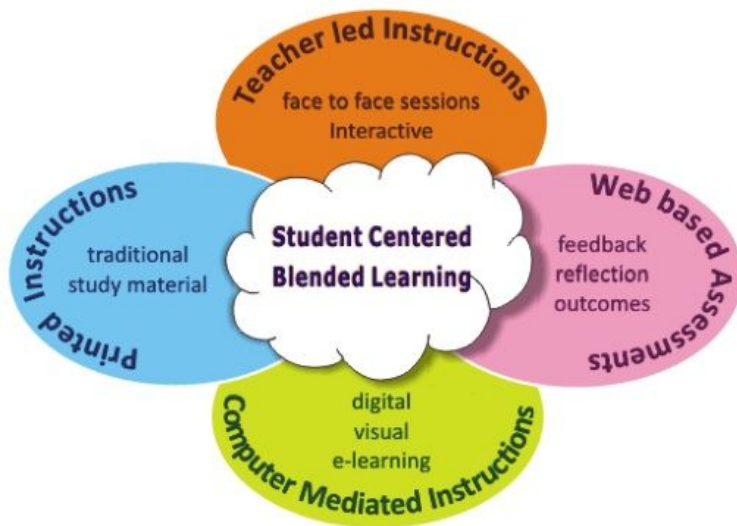 Teacher led Instructions
face to face sessions
Interactive
Printed Instructions
traditional
study material
Student Centered
Blended Learning
Web based Assessments
feedback
reflection
outcomes
digital
visual
e-learning
Computer Mediated Instructions